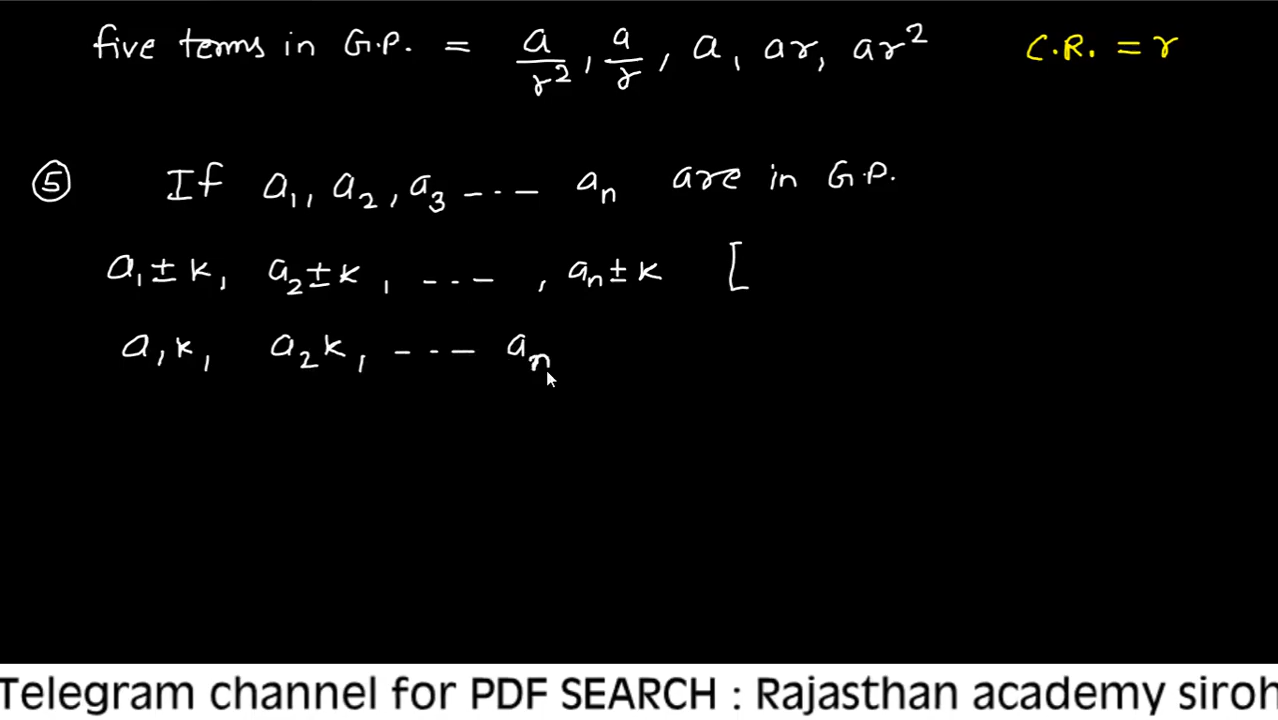 five terms in G.P. = a/r², a/r, a, ar, ar² C.R. = r
⑤ If a₁, a₂, a₃ ----- aₙ are in G.P.
a₁±k, a₂±k, ----, aₙ±k [
a₁k, a₂k, ---- aₙ
Telegram channel for PDF SEARCH : Rajasthan academy siroh